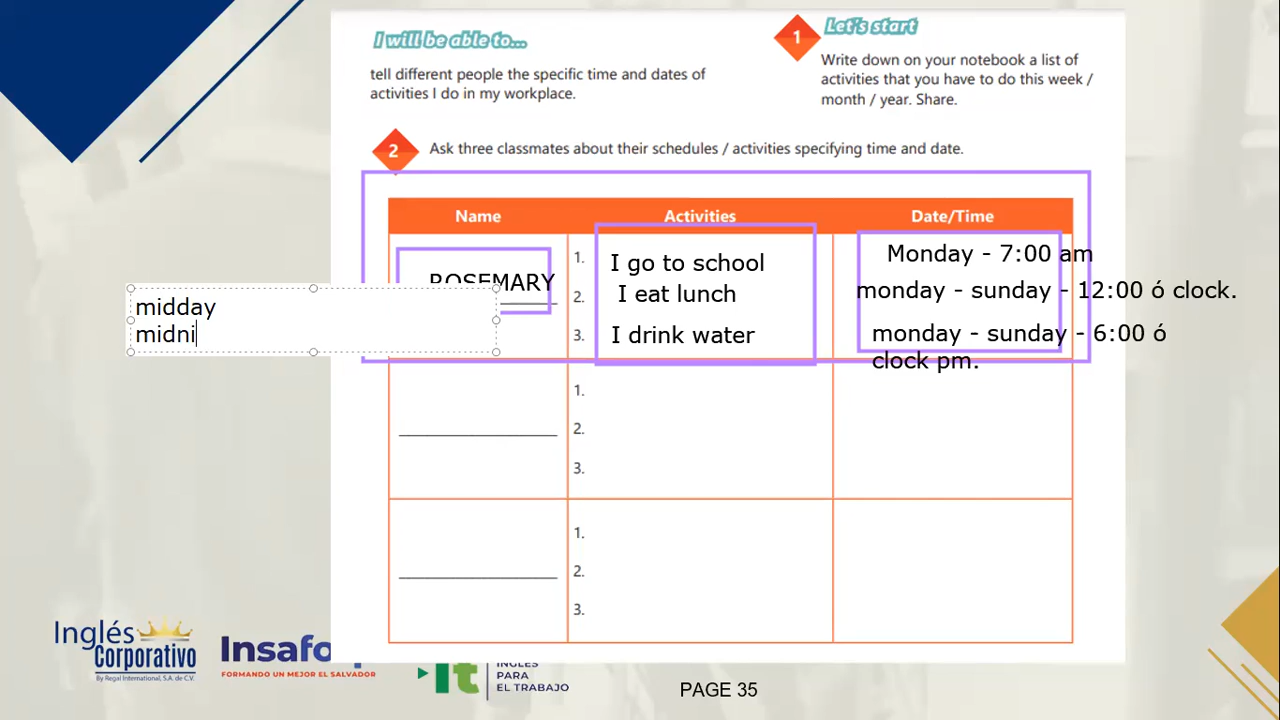 I will be able to...
tell different people the specific time and dates of
activities I do in my workplace.
1
Let's start
Write down on your notebook a list of
activities that you have to do this week /
month / year. Share.
2
Ask three classmates about their schedules / activities specifying time and date.
Name
Activities
Date/Time
ROSEMARY
1.
I go to school
Monday - 7:00 am
2.
I eat lunch
monday - sunday - 12:00 ó clock.
3.
I drink water
monday - sunday - 6:00 ó
clock pm.
midday
midni
1.
2.
3.
1.
2.
3.
Inglés
Corporativo
By Regal International, S.A. de C.V.
Insafo
FORMANDO UN MEJOR EL SALVADOR
it
INGLÉS
PARA
EL TRABAJO
PAGE 35